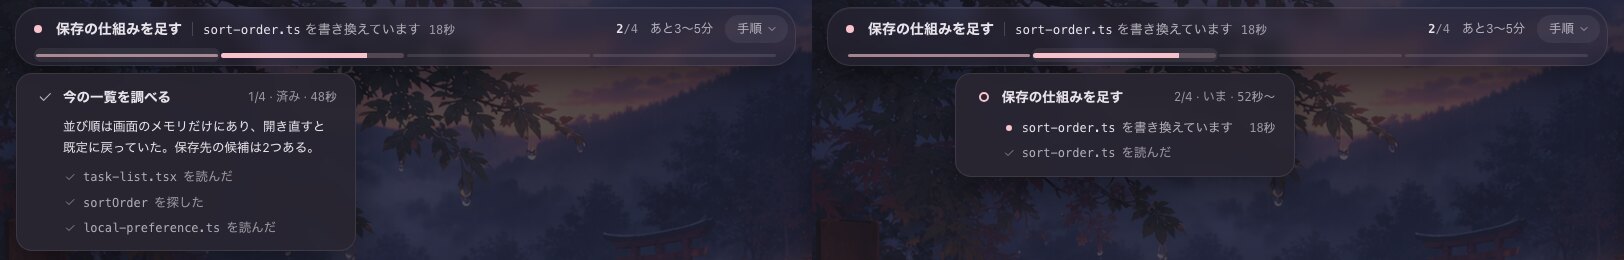 保存の仕組みを足す sort-order.ts を書き換えています 18秒 2/4 あと3〜5分 手順
今の一覧を調べる 1/4・済み・48秒
並び順は画面のメモリだけにあり、開き直すと
既定に戻っていた。保存先の候補は2つある。
task-list.tsx を読んだ
sortOrder を探した
local-preference.ts を読んだ
保存の仕組みを足す sort-order.ts を書き換えています 18秒 2/4 あと3〜5分 手順
保存の仕組みを足す 2/4・いま・52秒〜
sort-order.ts を書き換えています 18秒
sort-order.ts を読んだ